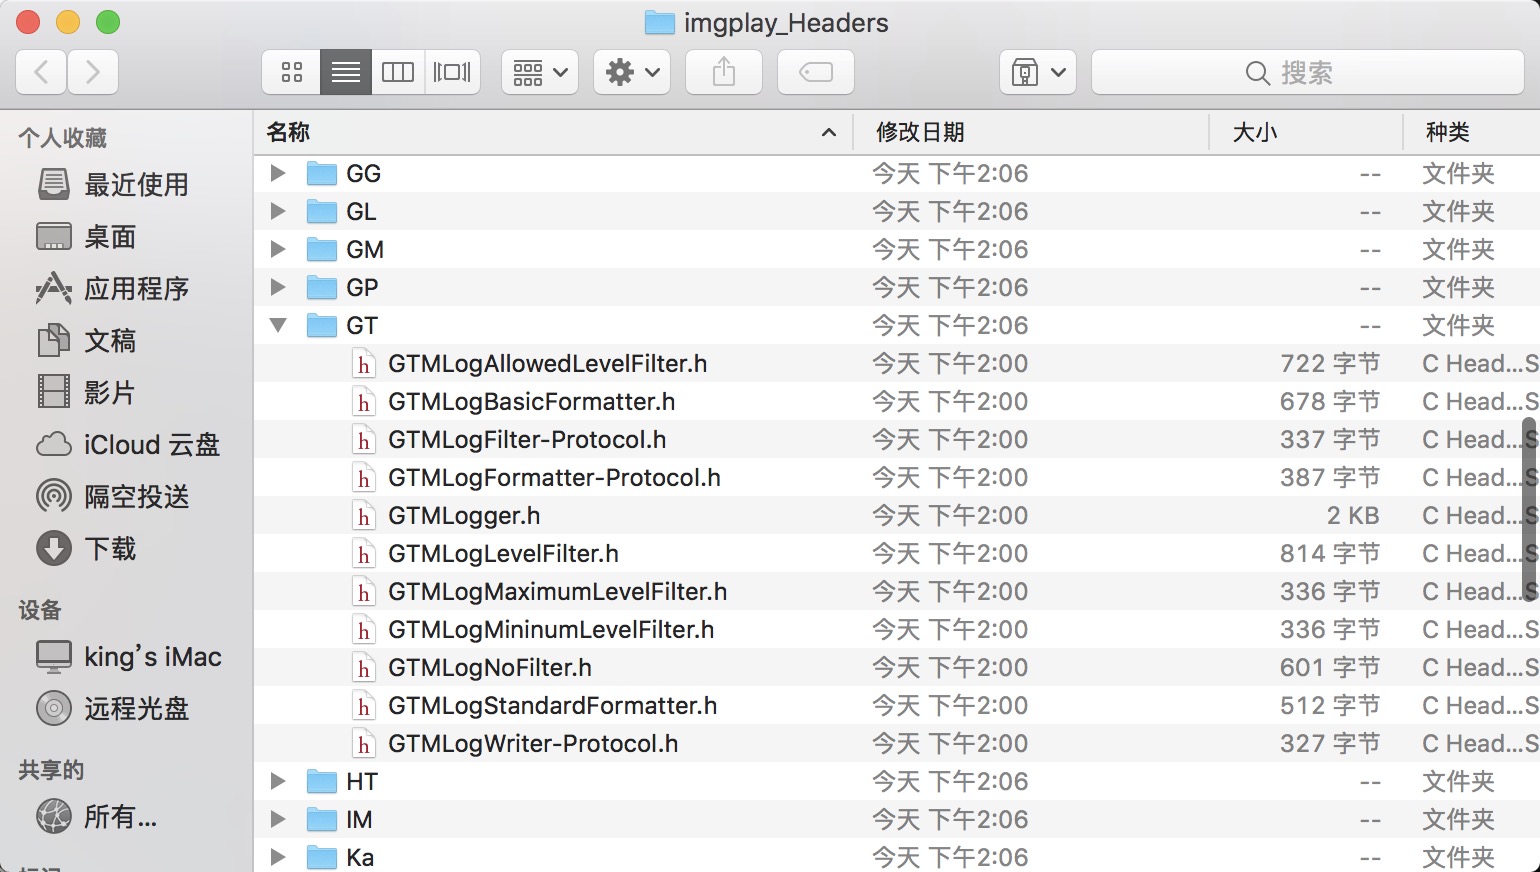 imgplay_Headers
搜索
个人收藏
最近使用
桌面
应用程序
文稿
影片
iCloud 云盘
隔空投送
下载
设备
king's iMac
远程光盘
共享的
所有...
名称 修改日期 大小 种类
GG 今天 下午2:06 -- 文件夹
GL 今天 下午2:06 -- 文件夹
GM 今天 下午2:06 -- 文件夹
GP 今天 下午2:06 -- 文件夹
GT 今天 下午2:06 -- 文件夹
GTMLogAllowedLevelFilter.h 今天 下午2:00 722 字节 C Head...S
GTMLogBasicFormatter.h 今天 下午2:00 678 字节 C Head...S
GTMLogFilter-Protocol.h 今天 下午2:00 337 字节 C Head...S
GTMLogFormatter-Protocol.h 今天 下午2:00 387 字节 C Head...S
GTMLogger.h 今天 下午2:00 2 KB C Head...S
GTMLogLevelFilter.h 今天 下午2:00 814 字节 C Head...S
GTMLogMaximumLevelFilter.h 今天 下午2:00 336 字节 C Head...S
GTMLogMininumLevelFilter.h 今天 下午2:00 336 字节 C Head...S
GTMLogNoFilter.h 今天 下午2:00 601 字节 C Head...S
GTMLogStandardFormatter.h 今天 下午2:00 512 字节 C Head...S
GTMLogWriter-Protocol.h 今天 下午2:00 327 字节 C Head...S
HT 今天 下午2:06 -- 文件夹
IM 今天 下午2:06 -- 文件夹
Ka 今天 下午2:06 -- 文件夹